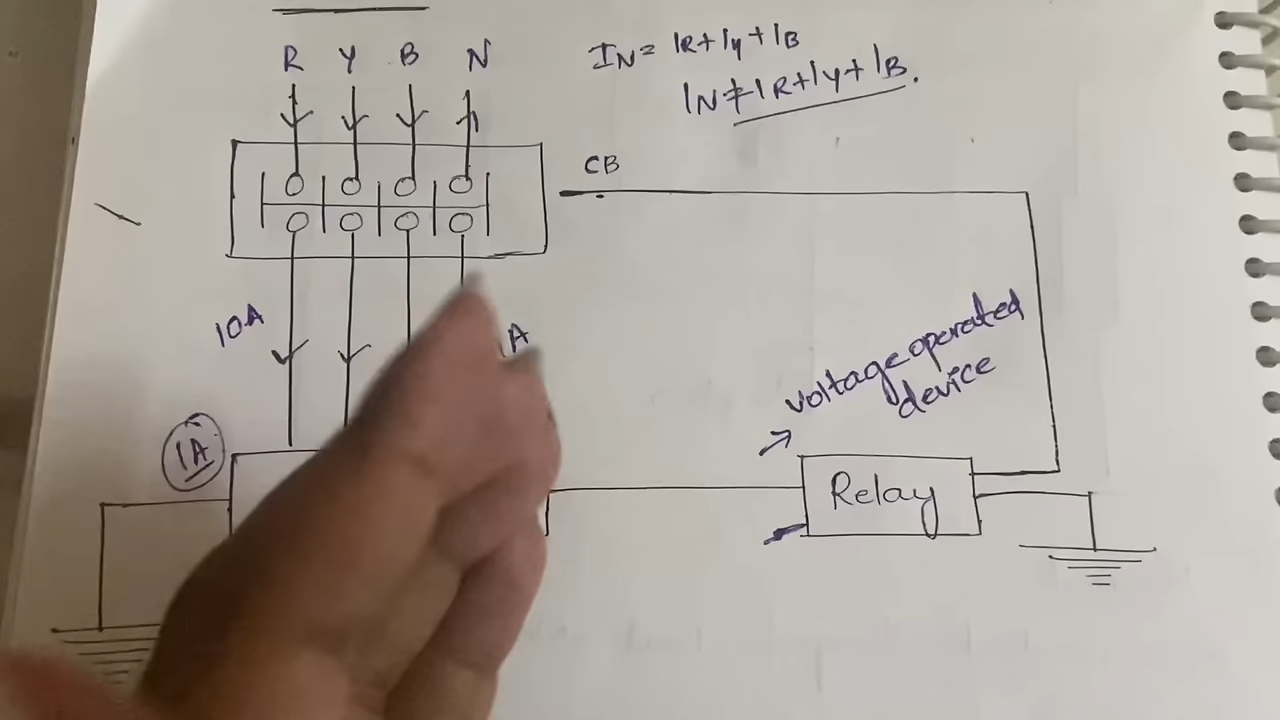 R Y B N
IN = IR+IY+IB
IN ≠ IR+IY+IB.
CB
10A
A
voltage operated
device
1A
Relay